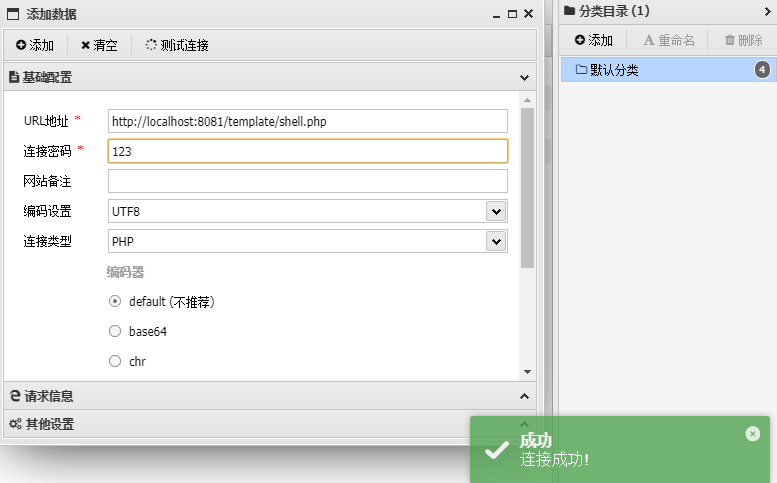 添加数据
添加 清空 测试连接
基础配置
URL地址 * http://localhost:8081/template/shell.php
连接密码 * 123
网站备注
编码设置 UTF8
连接类型 PHP
编码器
default (不推荐)
base64
chr
请求信息
其他设置
分类目录 (1)
添加 重命名 删除
默认分类 4
成功
连接成功!